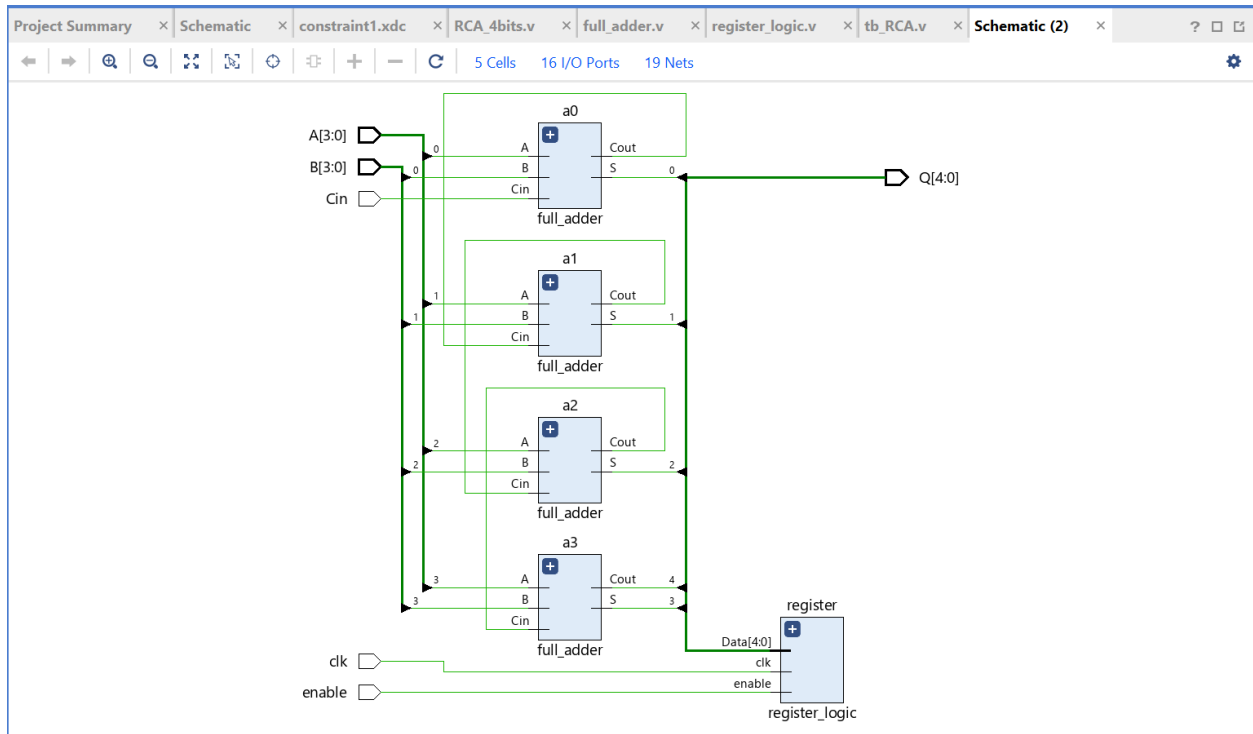 Project Summary × Schematic × constraint1.xdc × RCA_4bits.v × full_adder.v × register_logic.v × tb_RCA.v × Schematic (2) × ?
5 Cells 16 I/O Ports 19 Nets
a0
A[3:0]
0 A Cout
B[3:0] 0 B S 0 Q[4:0]
Cin Cin
full_adder
a1
1 A Cout
1 B S 1
Cin
full_adder
a2
2 A Cout
2 B S 2
Cin
full_adder
a3
3 A Cout 4
3 B S 3
Cin
full_adder
register
Data[4:0]
clk clk
enable enable
register_logic